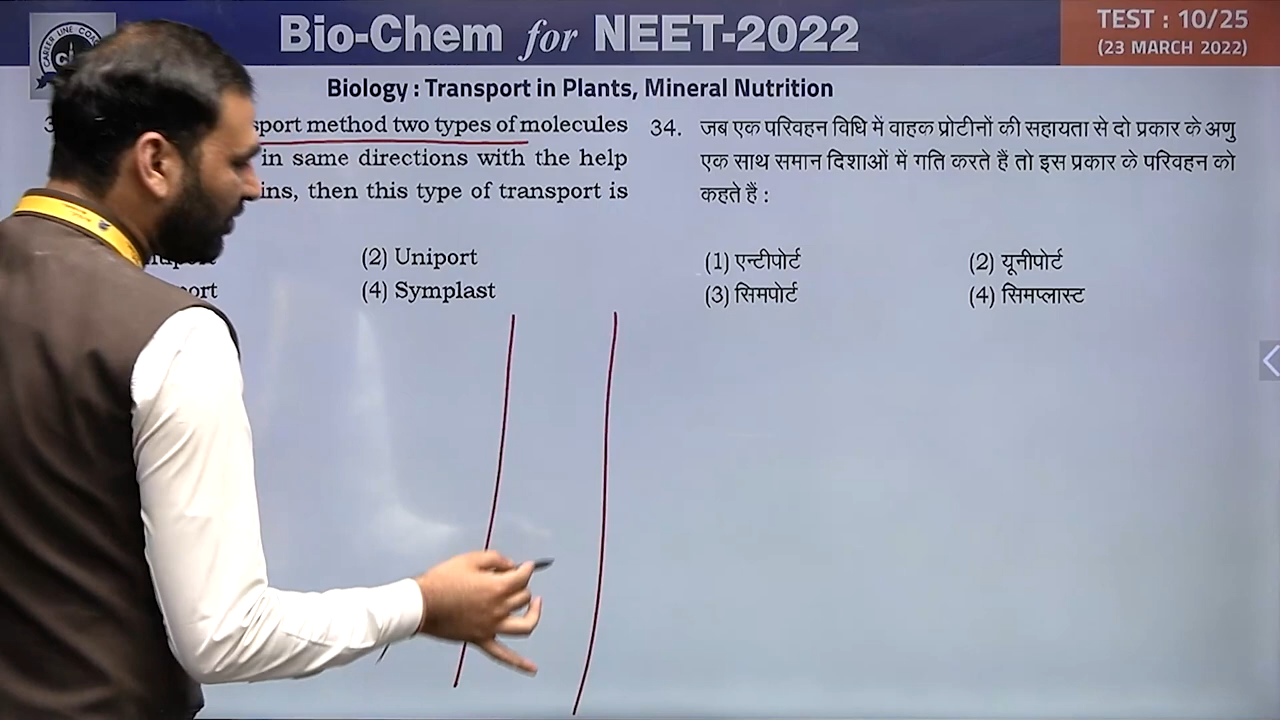 Bio-Chem for NEET-2022
TEST : 10/25
(23 MARCH 2022)
CAREER LINE COA
Biology : Transport in Plants, Mineral Nutrition
method two types of molecules
in same directions with the help
then this type of transport is
(2) Uniport
(4) Symplast
34. जब एक परिवहन विधि में वाहक प्रोटीनों की सहायता से दो प्रकार के अणु
एक साथ समान दिशाओं में गति करते हैं तो इस प्रकार के परिवहन को
कहते हैं :
(1) एन्टीपोर्ट
(2) यूनीपोर्ट
(3) सिमपोर्ट
(4) सिमप्लास्ट